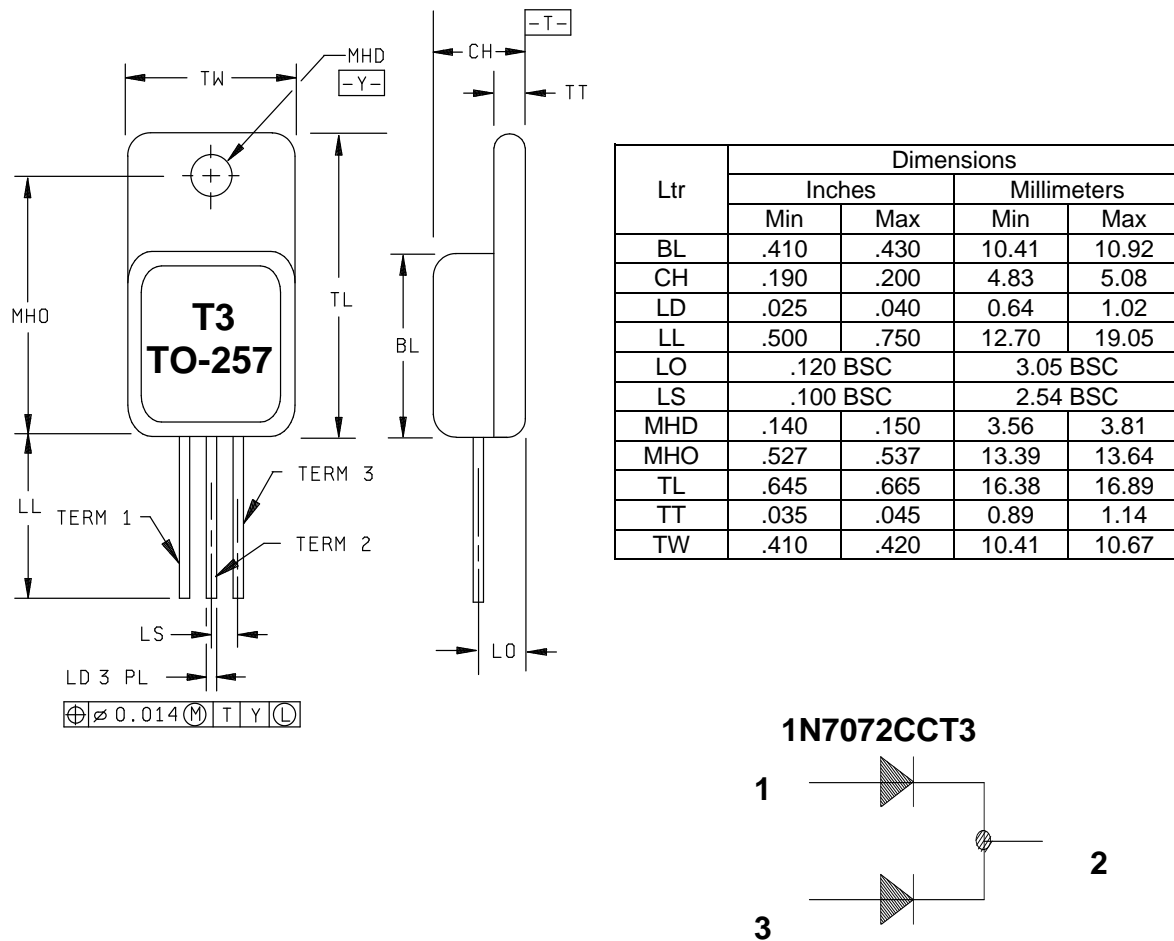 -T-
CH
MHD
-Y-
TW
TT
MHO
TL
BL
T3
TO-257
LL
TERM 1
TERM 3
TERM 2
LS
LO
LD 3 PL
⌖ ⌀ 0.014 Ⓜ T Y Ⓛ
Ltr Dimensions
Inches Millimeters
Min Max Min Max
BL .410 .430 10.41 10.92
CH .190 .200 4.83 5.08
LD .025 .040 0.64 1.02
LL .500 .750 12.70 19.05
LO .120 BSC 3.05 BSC
LS .100 BSC 2.54 BSC
MHD .140 .150 3.56 3.81
MHO .527 .537 13.39 13.64
TL .645 .665 16.38 16.89
TT .035 .045 0.89 1.14
TW .410 .420 10.41 10.67
1N7072CCT3
1
2
3